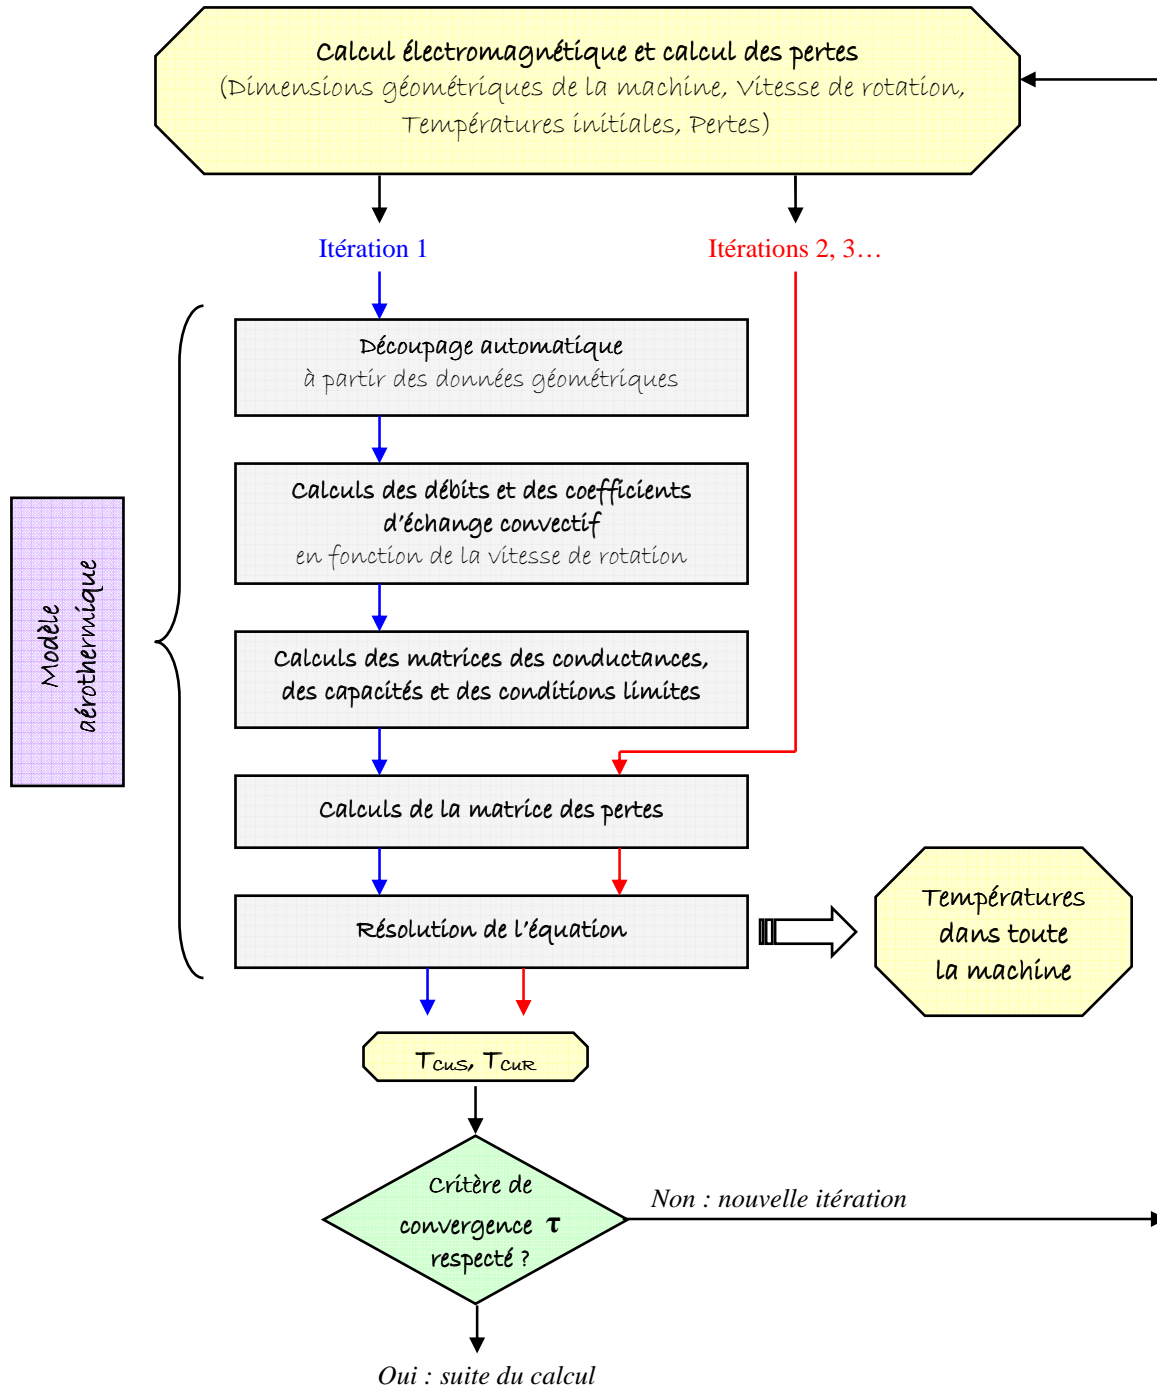 Calcul électromagnétique et calcul des pertes
(Dimensions géométriques de la machine, Vitesse de rotation,
Températures initiales, Pertes)
Itération 1
Itérations 2, 3…
Découpage automatique
à partir des données géométriques
Calculs des débits et des coefficients
d'échange convectif
en fonction de la vitesse de rotation
Modèle
aérothermique
Calculs des matrices des conductances,
des capacités et des conditions limites
Calculs de la matrice des pertes
Résolution de l'équation
Températures
dans toute
la machine
TCuS, TCuR
Critère de
convergence τ
respecté ?
Non : nouvelle itération
Oui : suite du calcul